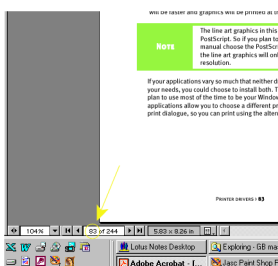 will be faster and graphics will be printed at th
NOTE
The line art graphics in this
PostScript. So if you plan to
manual choose the PostScri
the line art graphics will onl
resolution.
If your applications vary so much that neither d
your needs, you could choose to install both. T
plan to use most of the time to be your Window
applications allow you to choose a different pr
print dialogue, so you can print using the alter
PRINTER DRIVERS › 83
104% 83 of 244 5.83 x 8.26 in
Lotus Notes Desktop Exploring - GB ma
Adobe Acrobat - [... Jasc Paint Shop P